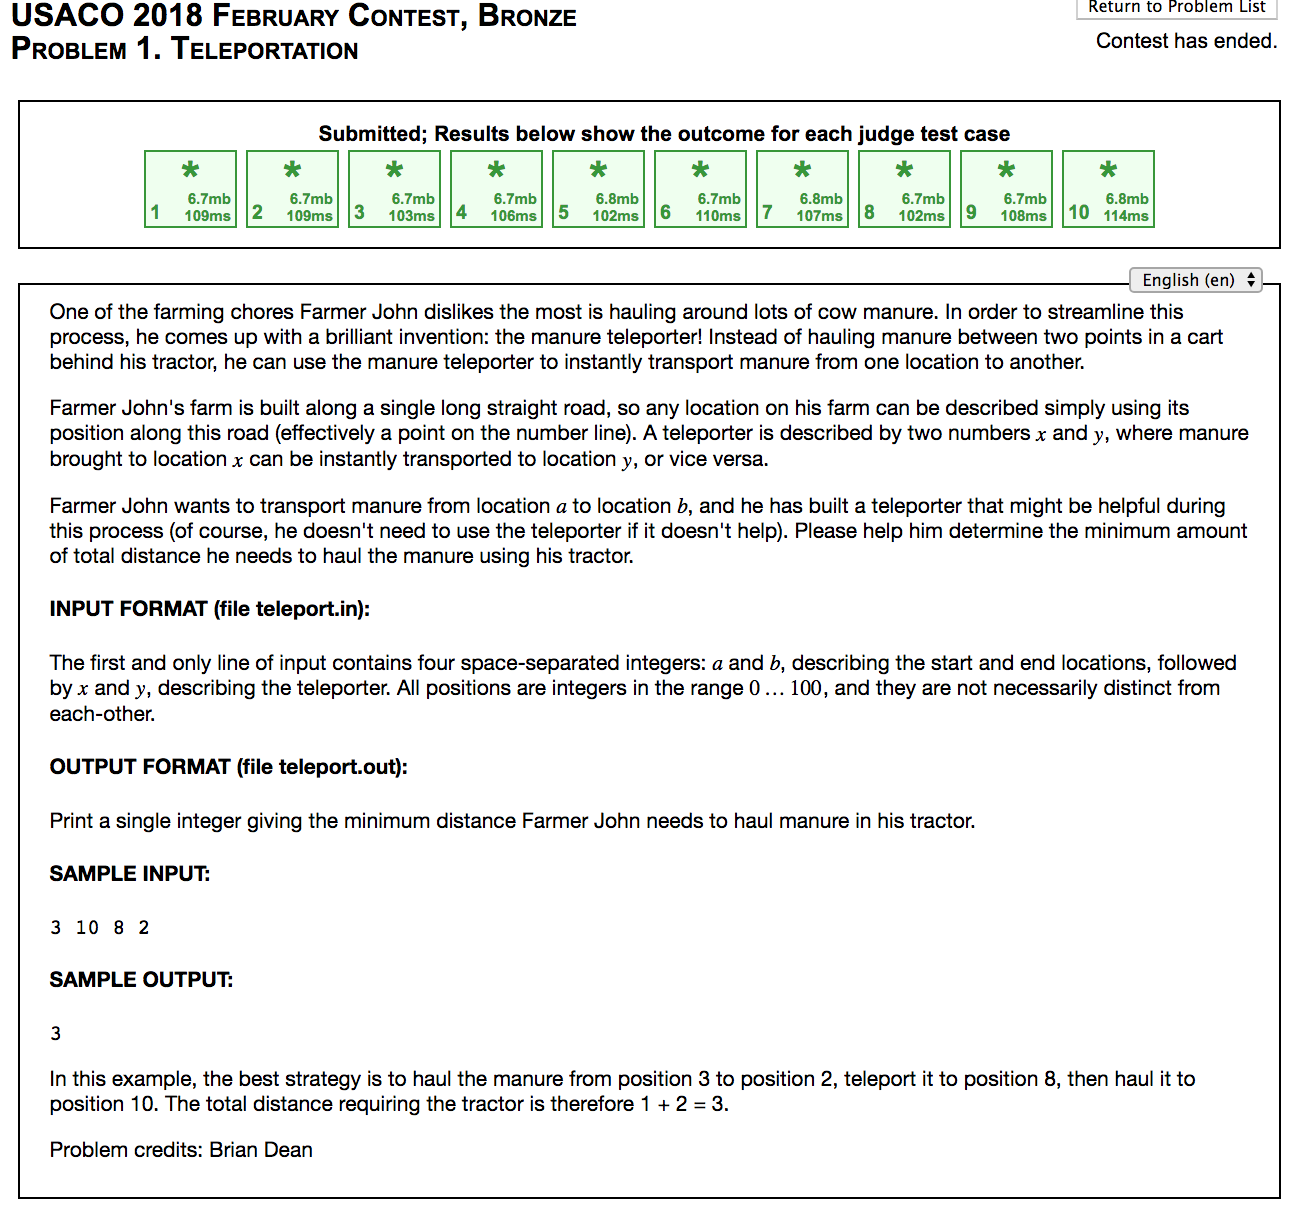 USACO 2018 FEBRUARY CONTEST, BRONZE
PROBLEM 1. TELEPORTATION
Return to Problem List
Contest has ended.
Submitted; Results below show the outcome for each judge test case
1 * 6.7mb 109ms
2 * 6.7mb 109ms
3 * 6.7mb 103ms
4 * 6.7mb 106ms
5 * 6.8mb 102ms
6 * 6.7mb 110ms
7 * 6.8mb 107ms
8 * 6.7mb 102ms
9 * 6.7mb 108ms
10 * 6.8mb 114ms
English (en)
One of the farming chores Farmer John dislikes the most is hauling around lots of cow manure. In order to streamline this
process, he comes up with a brilliant invention: the manure teleporter! Instead of hauling manure between two points in a cart
behind his tractor, he can use the manure teleporter to instantly transport manure from one location to another.
Farmer John's farm is built along a single long straight road, so any location on his farm can be described simply using its
position along this road (effectively a point on the number line). A teleporter is described by two numbers x and y, where manure
brought to location x can be instantly transported to location y, or vice versa.
Farmer John wants to transport manure from location a to location b, and he has built a teleporter that might be helpful during
this process (of course, he doesn't need to use the teleporter if it doesn't help). Please help him determine the minimum amount
of total distance he needs to haul the manure using his tractor.
INPUT FORMAT (file teleport.in):
The first and only line of input contains four space-separated integers: a and b, describing the start and end locations, followed
by x and y, describing the teleporter. All positions are integers in the range 0 … 100, and they are not necessarily distinct from
each-other.
OUTPUT FORMAT (file teleport.out):
Print a single integer giving the minimum distance Farmer John needs to haul manure in his tractor.
SAMPLE INPUT:
3 10 8 2
SAMPLE OUTPUT:
3
In this example, the best strategy is to haul the manure from position 3 to position 2, teleport it to position 8, then haul it to
position 10. The total distance requiring the tractor is therefore 1 + 2 = 3.
Problem credits: Brian Dean